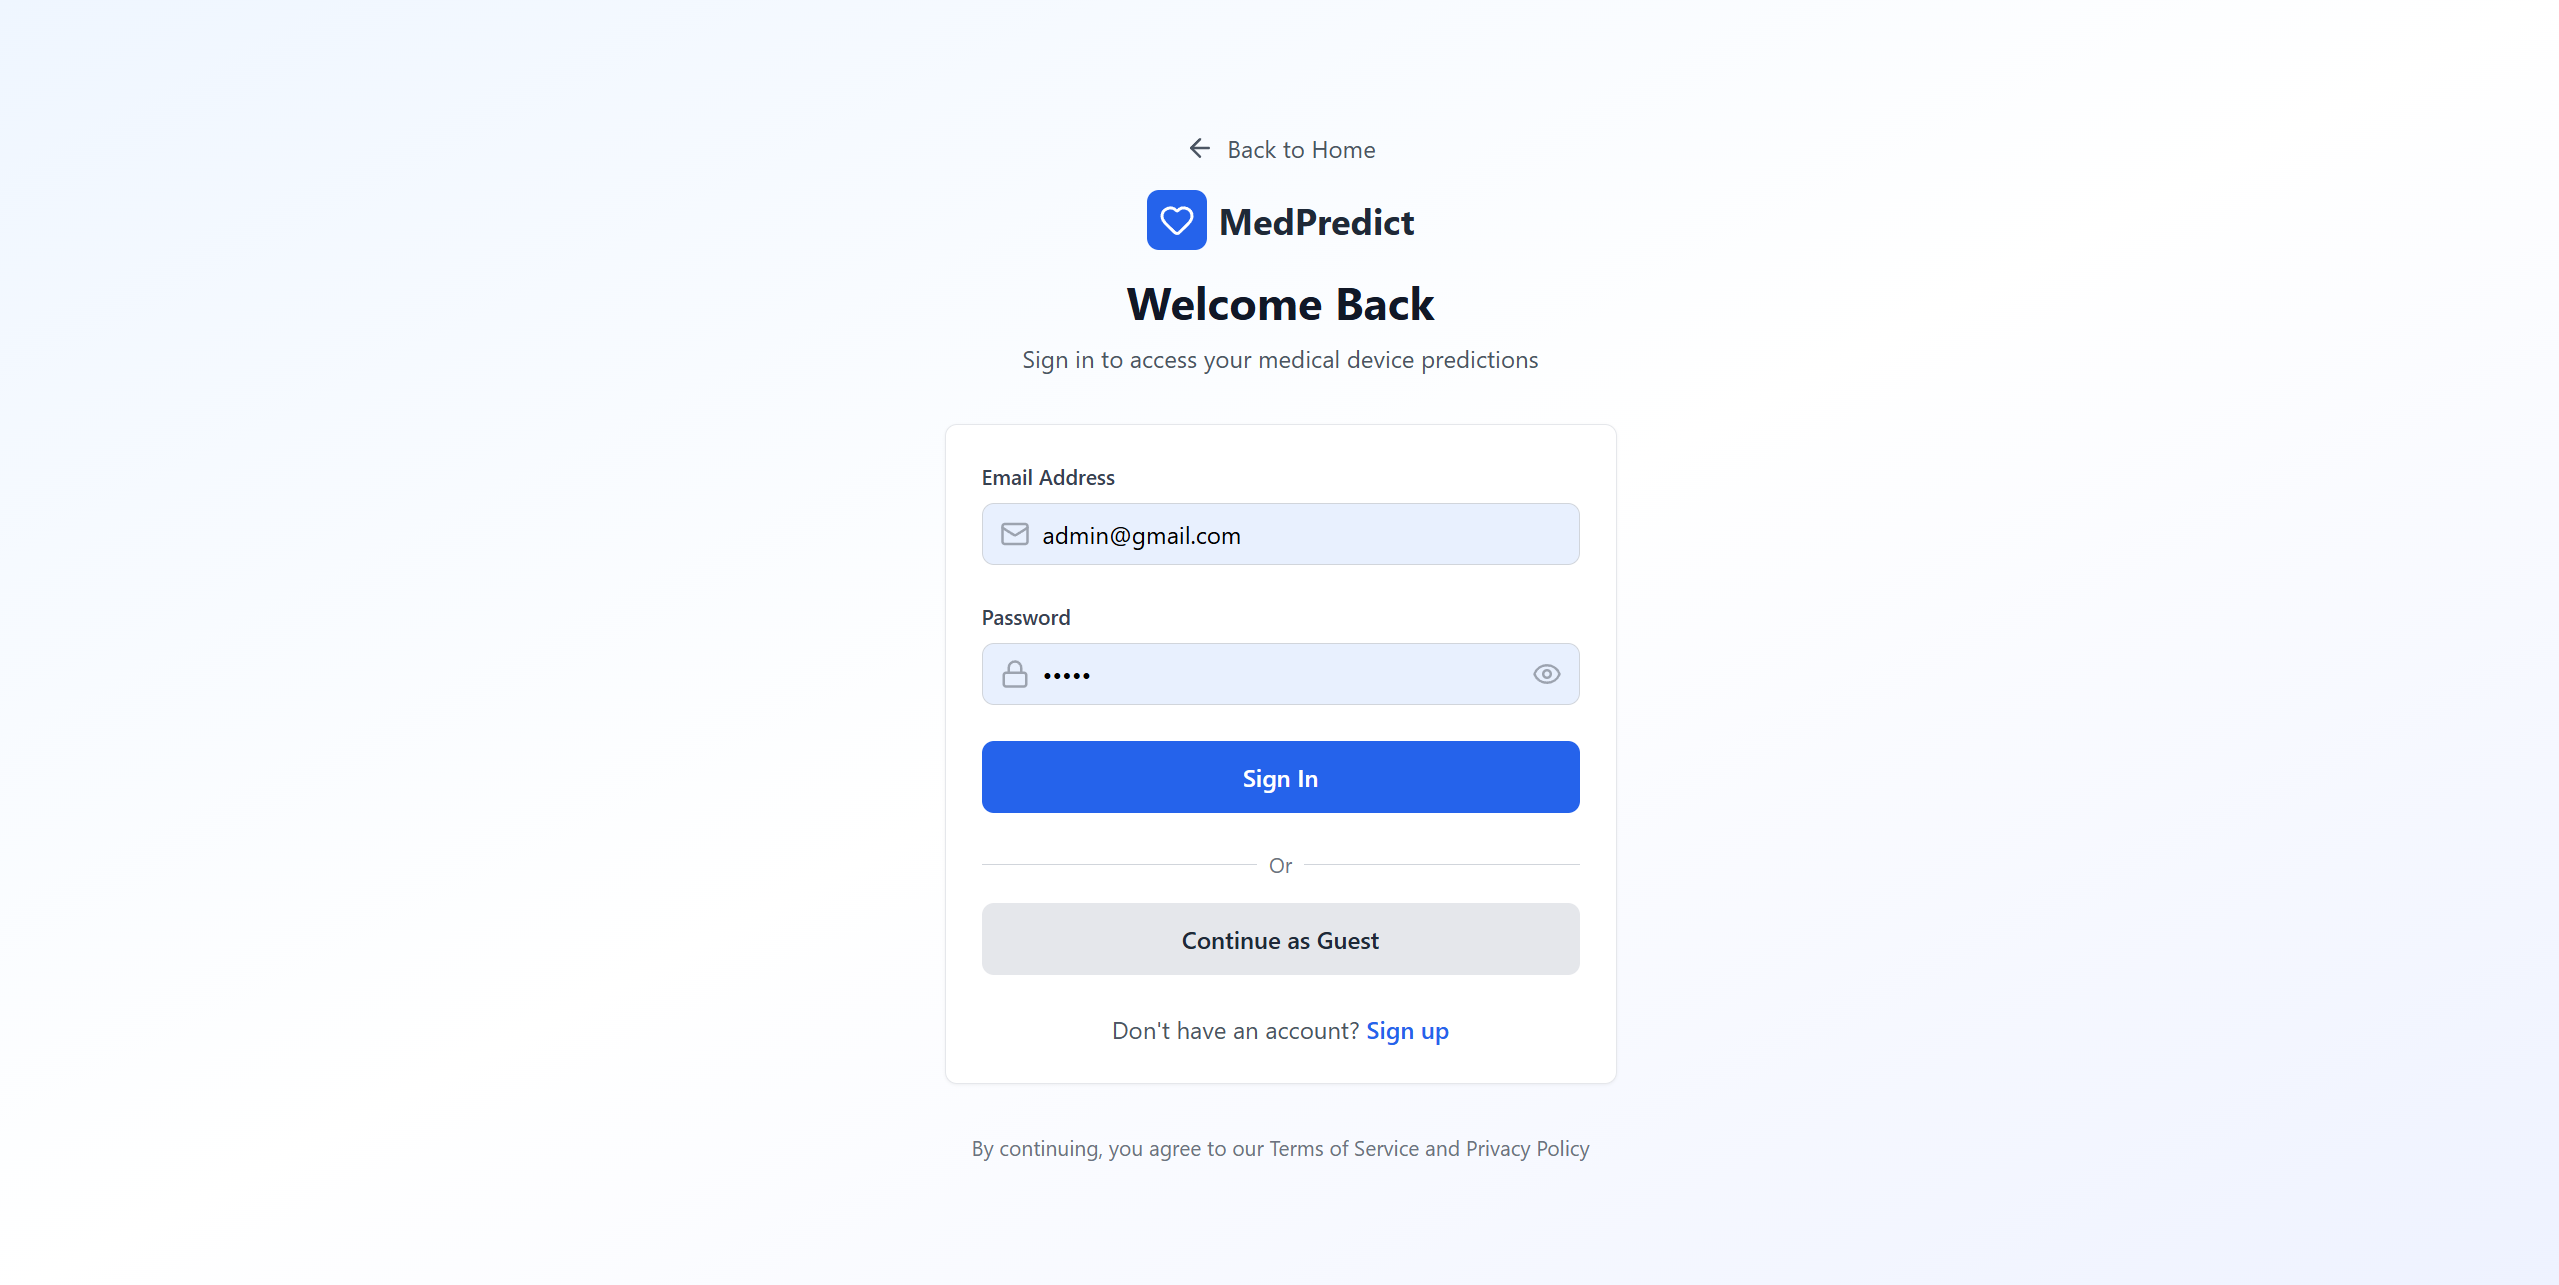 Back to Home
MedPredict
Welcome Back
Sign in to access your medical device predictions
Email Address
admin@gmail.com
Password
•••••
Sign In
Or
Continue as Guest
Don't have an account? Sign up
By continuing, you agree to our Terms of Service and Privacy Policy